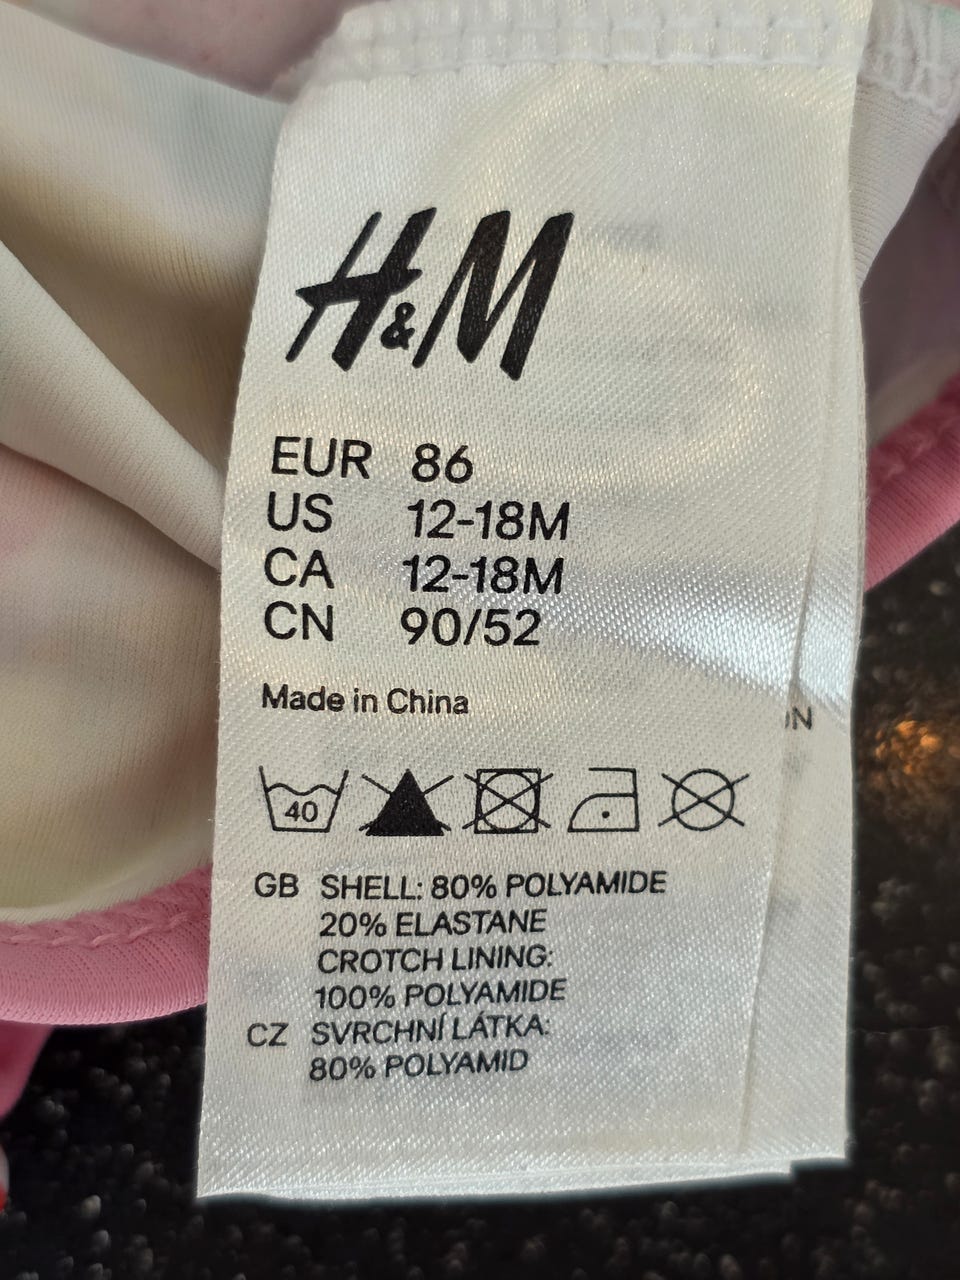 H&M
EUR 86
US 12-18M
CA 12-18M
CN 90/52
Made in China
40
GB SHELL: 80% POLYAMIDE
20% ELASTANE
CROTCH LINING:
100% POLYAMIDE
CZ SVRCHNÍ LÁTKA:
80% POLYAMID